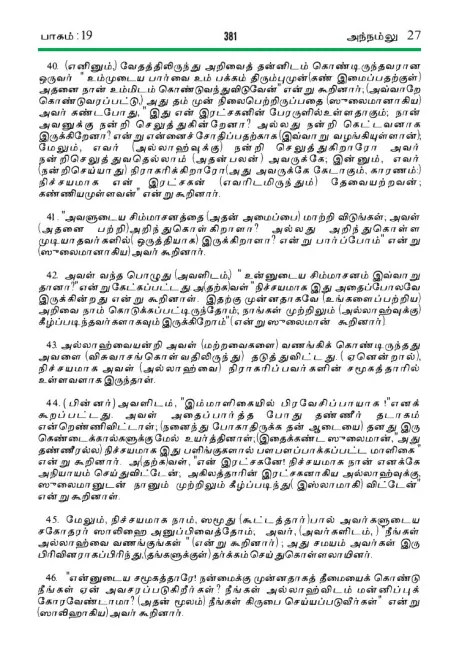 பாகம் : 19 381 அந்நம்லு 27
40. (எனினும்,) வேதத்திலிருந்து அறிவைத் தன்னிடம் கொண்டிருந்தவரான
ஒருவர் "உம்முடைய பார்வை உம் பக்கம் திரும்புமுன்(கண் இமைப்பதற்குள்)
அதனை நான் உம்மிடம் கொண்டுவந்துவிடுவேன்" என்று கூறினார்; (அவ்வாறே
கொண்டுவரப்பட்டு,) அது தம் முன் நிலைபெற்றிருப்பதை (ஸுலைமானாகிய)
அவர் கண்டபோது, "இது என் இரட்சகனின் பேரருளிலுள்ளதாகும்; நான்
அவனுக்கு நன்றி செலுத்துகின்றேனா? அல்லது நன்றி கெட்டவனாக
இருக்கிறேனா? என்று என்னைச் சோதிப்பதற்காக (இவ்வாறு வழங்கியுள்ளான்);
மேலும், எவர் (அல்லாஹ்வுக்கு) நன்றி செலுத்துகிறாரோ அவர்
நன்றிசெலுத்துவதெல்லாம் (அதன்பலன்) அவருக்கே; இன்னும், எவர்
(நன்றிசெய்யாது) நிராகரிக்கிறாரோ(அது அவருக்கே கேடாகும், காரணம்:)
நிச்சயமாக என் இரட்சகன் (எவரிடமிருந்தும்) தேவையற்றவன்;
கண்ணியமுள்ளவன்" என்று கூறினார்.
41. "அவளுடைய சிம்மாசனத்தை (அதன் அமைப்பை) மாற்றி விடுங்கள்; அவள்
(அதனை பற்றி)அறிந்துகொள்கிறாளா? அல்லது அறிந்துகொள்ள
முடியாதவர்களில் (ஒருத்தியாக) இருக்கிறாளா? என்று பார்ப்போம்" என்று
(ஸுலைமானாகிய)அவர் கூறினார்.
42. அவள் வந்த பொழுது (அவளிடம்,) "உன்னுடைய சிம்மாசனம் இவ்வாறு
தானா?"என்று கேட்கப்பட்டது அ(தற்க)வள் "நிச்சயமாக இது அதைப்போலவே
இருக்கின்றது என்று கூறினாள். இதற்கு முன்னதாகவே (உங்களைப்பற்றிய)
அறிவை நாம் கொடுக்கப்பட்டிருந்தோம்; நாங்கள் முற்றிலும் (அல்லாஹ்வுக்கு)
கீழ்ப்படிந்தவர்களாகவும் இருக்கிறோம்" (என்று ஸுலைமான் கூறினார்).
43. அல்லாஹ்வையன்றி அவள் (மற்றவைகளை) வணங்கிக் கொண்டிருந்தது
அவளை (விசுவாசங்கொள்வதிலிருந்து) தடுத்துவிட்டது. (ஏனென்றால்),
நிச்சயமாக அவள் (அல்லாஹ்வை) நிராகரிப்பவர்களின் சமூகத்தாரில்
உள்ளவளாக இருந்தாள்.
44. (பின்னர்) அவளிடம், "இம்மாளிகையில் பிரவேசிப்பாயாக!"எனக்
கூறப்பட்டது. அவள் அதைப்பார்த்த போது தண்ணீர் தடாகம்
என்றெண்ணிவிட்டாள்; (நனைந்து போகாதிருக்க தன் ஆடையை) தனது இரு
கெண்டைக்கால்களுக்கு மேல் உயர்த்தினாள்; (இதைக்கண்ட ஸுலைமான், அது
தண்ணீரல்ல) நிச்சயமாக இது பளிங்குகளால் பளபளப்பாக்கப்பட்ட மாளிகை"
என்று கூறினார். அ(தற்க)வள், "என் இரட்சகனே! நிச்சயமாக நான் எனக்கே
அநியாயம் செய்துவிட்டேன்; அகிலத்தாரின் இரட்சகனாகிய அல்லாஹ்வுக்கு,
ஸுலைமானுடன் நானும் முற்றிலும் கீழ்ப்படிந்து(இஸ்லாமாகி) விட்டேன்"
என்று கூறினாள்.
45. மேலும், நிச்சயமாக நாம், ஸமூது (கூட்டத்தார்)பால் அவர்களுடைய
சகோதரர் ஸாலிஹை அனுப்பிவைத்தோம்; அவர், (அவர்களிடம்,) "நீங்கள்
அல்லாஹ்வை வணங்குங்கள்" (என்று கூறினார்); அது சமயம் அவர்கள் இரு
பிரிவினராகப்பிரிந்து, (தங்களுக்குள்) தர்க்கம் செய்துகொள்ளலாயினர்.
46. "என்னுடைய சமூகத்தாரே! நன்மைக்கு முன்னதாகத் தீமையைக் கொண்டு
நீங்கள் ஏன் அவசரப்படுகிறீர்கள்? நீங்கள் அல்லாஹ்விடம் மன்னிப்புக்
கோரவேண்டாமா? (அதன் மூலம்) நீங்கள் கிருபை செய்யப்படுவீர்கள்" என்று
(ஸாலிஹாகிய)அவர் கூறினார்.